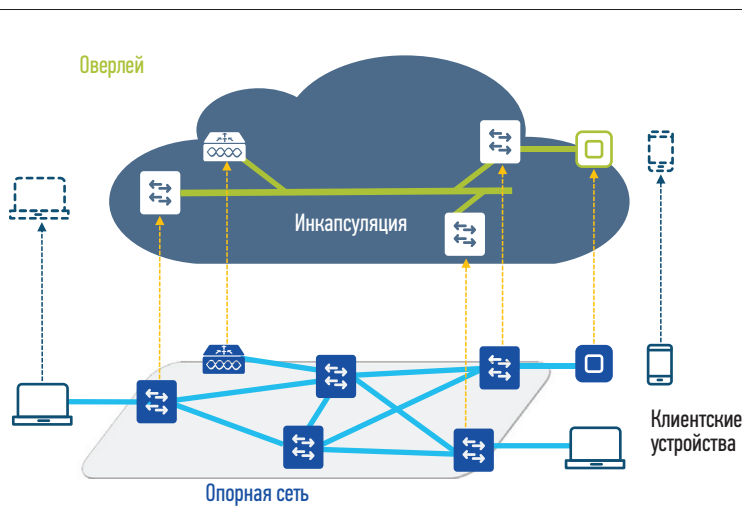 Оверлей
Инкапсуляция
Клиентские
устройства
Опорная сеть